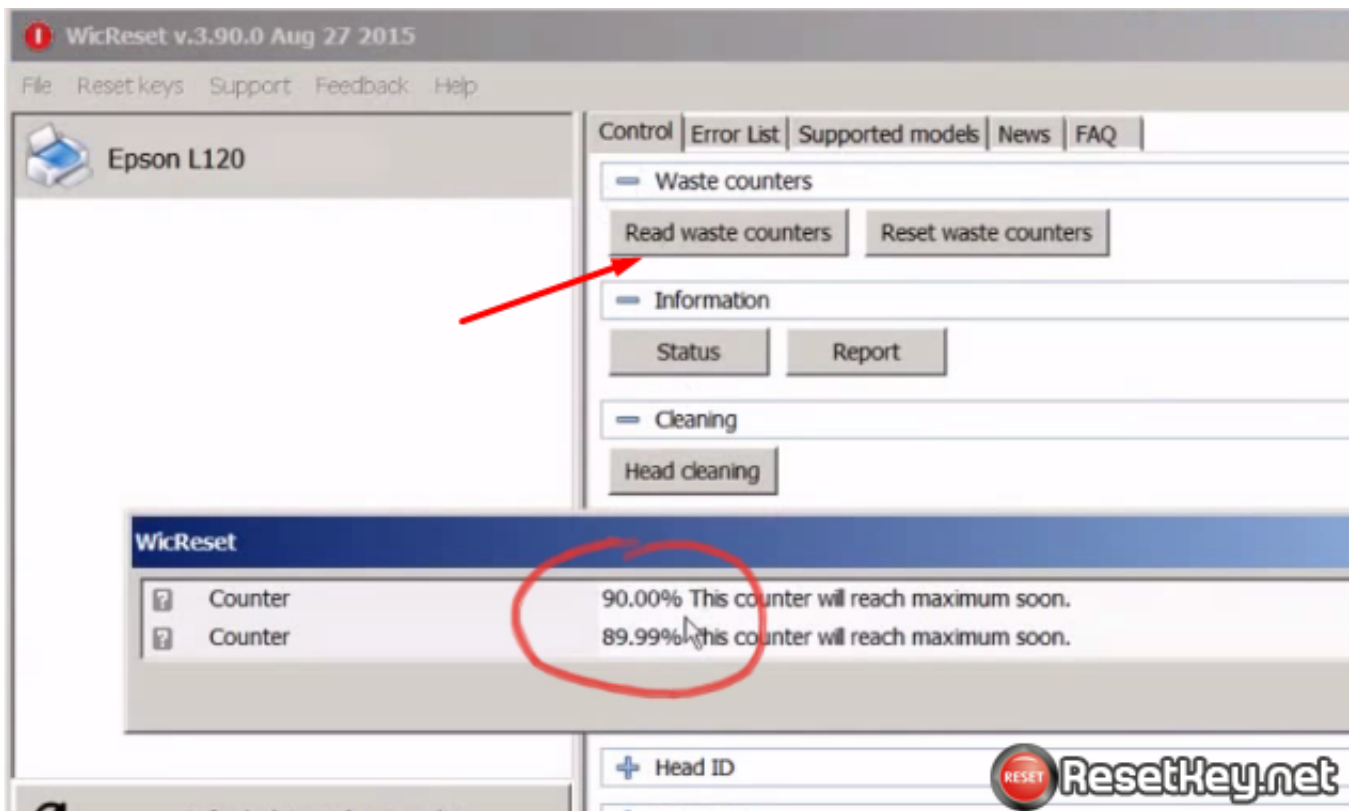 WicReset v.3.90.0 Aug 27 2015
File Reset keys Support Feedback Help
Epson L120
Control Error List Supported models News FAQ
Waste counters
Read waste counters Reset waste counters
Information
Status Report
Cleaning
Head cleaning
WicReset
Counter 90.00% This counter will reach maximum soon.
Counter 89.99% This counter will reach maximum soon.
Head ID
RESET ResetKey.net